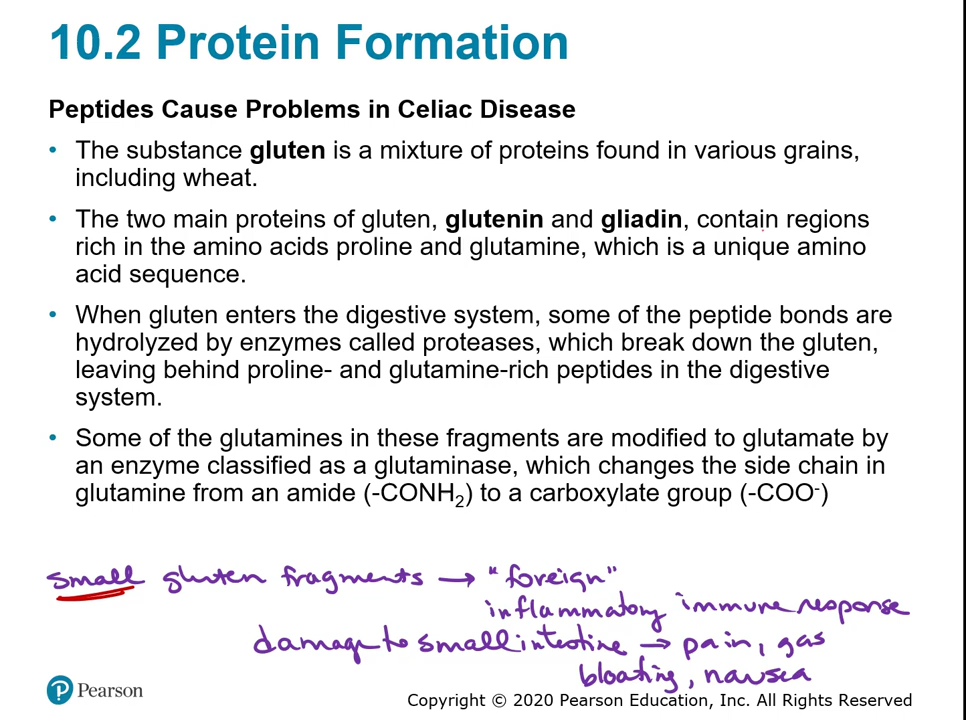 10.2 Protein Formation
Peptides Cause Problems in Celiac Disease
• The substance gluten is a mixture of proteins found in various grains,
including wheat.
• The two main proteins of gluten, glutenin and gliadin, contain regions
rich in the amino acids proline and glutamine, which is a unique amino
acid sequence.
• When gluten enters the digestive system, some of the peptide bonds are
hydrolyzed by enzymes called proteases, which break down the gluten,
leaving behind proline- and glutamine-rich peptides in the digestive
system.
• Some of the glutamines in these fragments are modified to glutamate by
an enzyme classified as a glutaminase, which changes the side chain in
glutamine from an amide (-CONH₂) to a carboxylate group (-COO⁻)
small gluten fragments → "foreign"
inflammatory immune response
damage to small intestine → pain, gas
bloating, nausea
P Pearson
Copyright © 2020 Pearson Education, Inc. All Rights Reserved